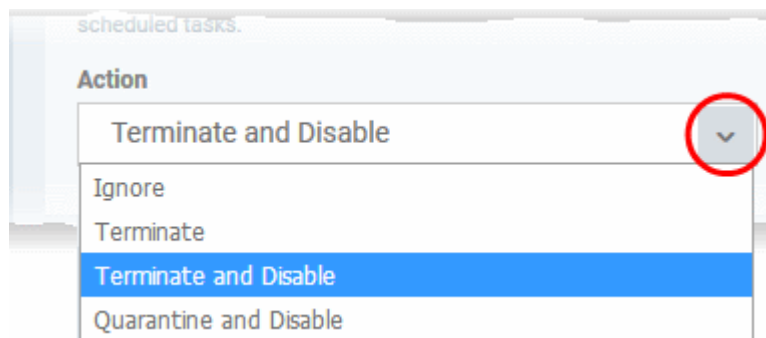 scheduled tasks.
Action
Terminate and Disable
Ignore
Terminate
Terminate and Disable
Quarantine and Disable